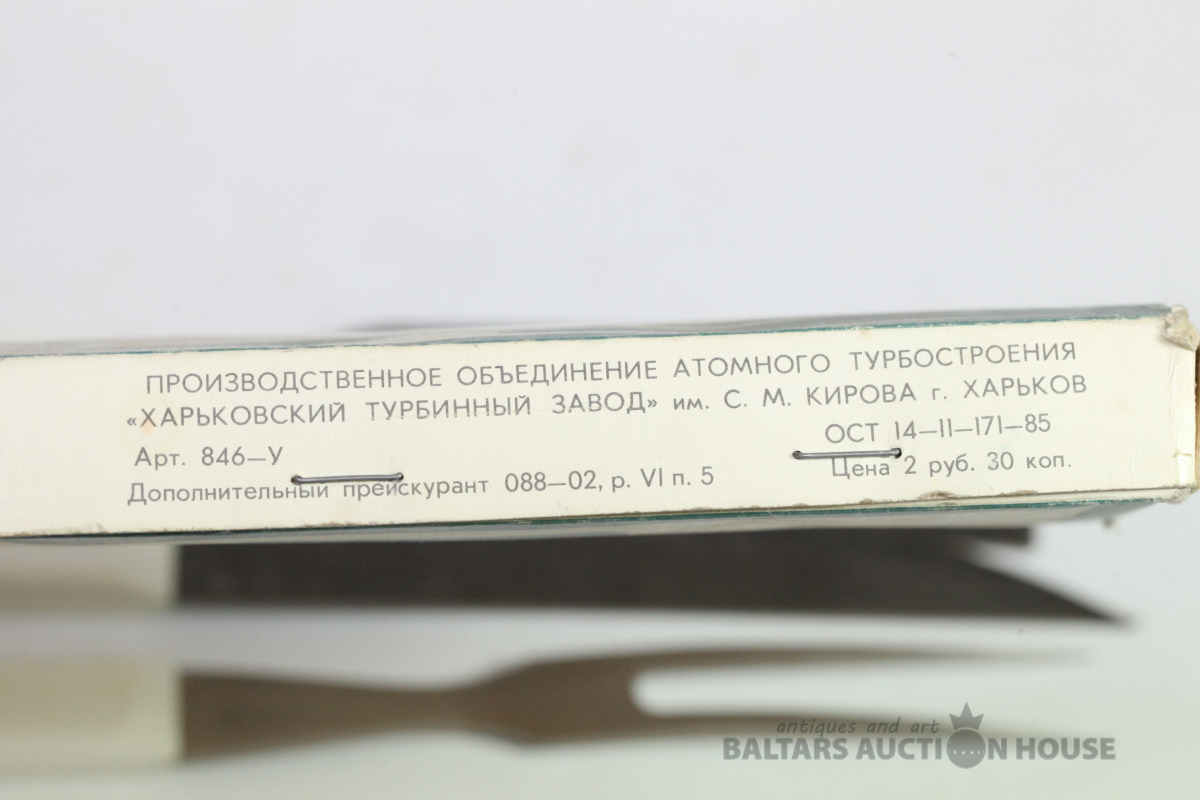 ПРОИЗВОДСТВЕННОЕ ОБЪЕДИНЕНИЕ АТОМНОГО ТУРБОСТРОЕНИЯ
«ХАРЬКОВСКИЙ ТУРБИННЫЙ ЗАВОД» им. С. М. КИРОВА г. ХАРЬКОВ
Арт. 846—У
ОСТ 14—11—171—85
Дополнительный прейскурант 088—02, р. VI п. 5
Цена 2 руб. 30 коп.
antiques and art
BALTARS AUCTION HOUSE